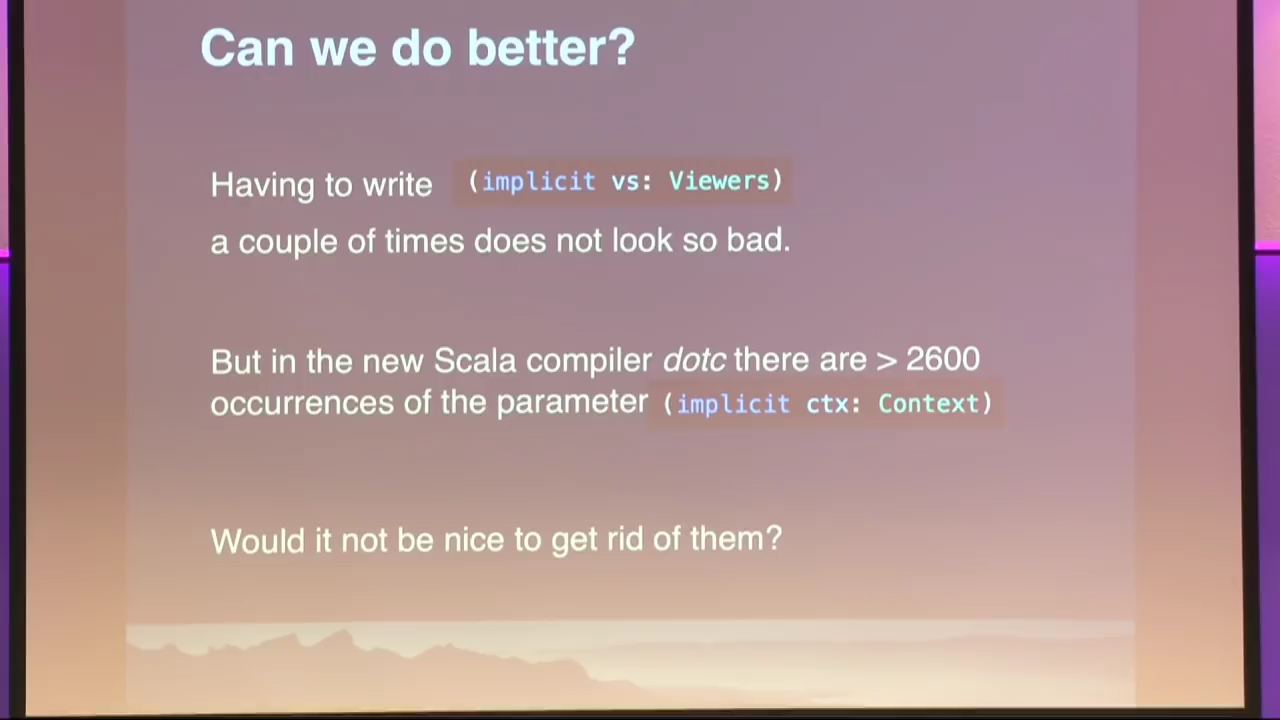 Can we do better?
Having to write (implicit vs: Viewers)
a couple of times does not look so bad.
But in the new Scala compiler dotc there are > 2600
occurrences of the parameter (implicit ctx: Context)
Would it not be nice to get rid of them?